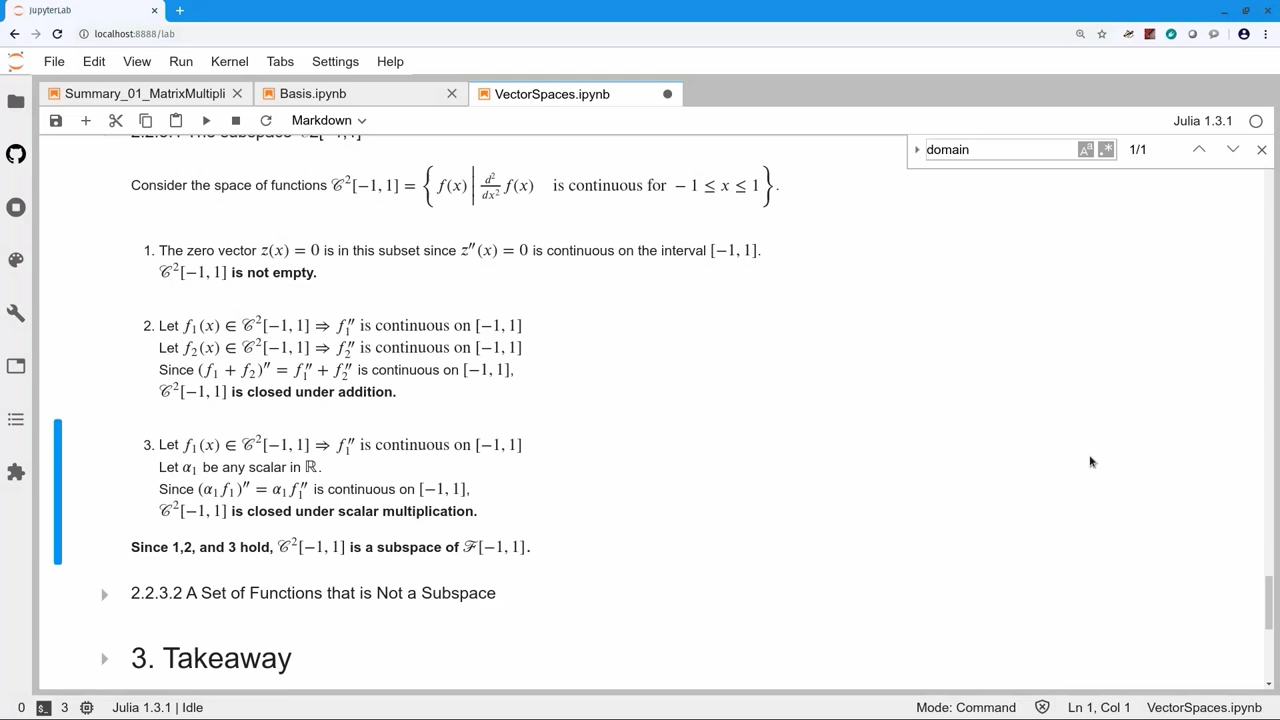 JupyterLab
localhost:8888/lab
File Edit View Run Kernel Tabs Settings Help
Summary_01_MatrixMultipli Basis.ipynb VectorSpaces.ipynb
Markdown Julia 1.3.1
domain Aa .* 1/1
Consider the space of functions 𝒞²[−1, 1] = { f(x) | d²/dx² f(x) is continuous for − 1 ≤ x ≤ 1 }.
1. The zero vector z(x) = 0 is in this subset since z″(x) = 0 is continuous on the interval [−1, 1].
𝒞²[−1, 1] is not empty.
2. Let f₁(x) ∈ 𝒞²[−1, 1] ⇒ f₁″ is continuous on [−1, 1]
Let f₂(x) ∈ 𝒞²[−1, 1] ⇒ f₂″ is continuous on [−1, 1]
Since (f₁ + f₂)″ = f₁″ + f₂″ is continuous on [−1, 1],
𝒞²[−1, 1] is closed under addition.
3. Let f₁(x) ∈ 𝒞²[−1, 1] ⇒ f₁″ is continuous on [−1, 1]
Let α₁ be any scalar in ℝ.
Since (α₁f₁)″ = α₁f₁″ is continuous on [−1, 1],
𝒞²[−1, 1] is closed under scalar multiplication.
Since 1,2, and 3 hold, 𝒞²[−1, 1] is a subspace of ℱ[−1, 1].
2.2.3.2 A Set of Functions that is Not a Subspace
3. Takeaway
0 3 Julia 1.3.1 | Idle Mode: Command Ln 1, Col 1 VectorSpaces.ipynb